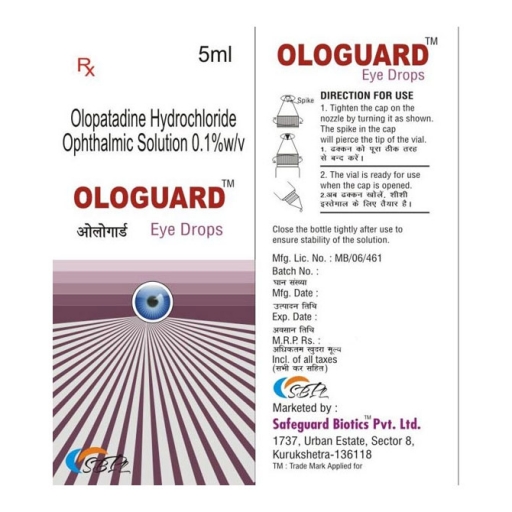 Rx
5ml
Olopatadine Hydrochloride
Ophthalmic Solution 0.1%w/v
OLOGUARD™
ओलोगार्ड Eye Drops
SBPL
OLOGUARD™
Eye Drops
Spike
DIRECTION FOR USE
1. Tighten the cap on the
nozzle by turning it as shown.
The spike in the cap
will pierce the tip of the vial.
1. ढक्कन को पूरा ठीक तरह
से बन्द करें।
2. The vial is ready for use
when the cap is opened.
2.अब ढक्कन खोलें, शीशी
इस्तेमाल के लिए तैयार है।
Close the bottle tightly after use to
ensure stability of the solution.
Mfg. Lic. No. : MB/06/461
Batch No. :
घान संख्या
Mfg. Date :
उत्पादन तिथि
Exp. Date :
अवसान तिथि
M.R.P. Rs. :
अधिकतम खुदरा मूल्य
Incl. of all taxes
(सभी कर सहित)
SBPL
Marketed by :
Safeguard Biotics™ Pvt. Ltd.
1737, Urban Estate, Sector 8,
Kurukshetra-136118
TM : Trade Mark Applied for